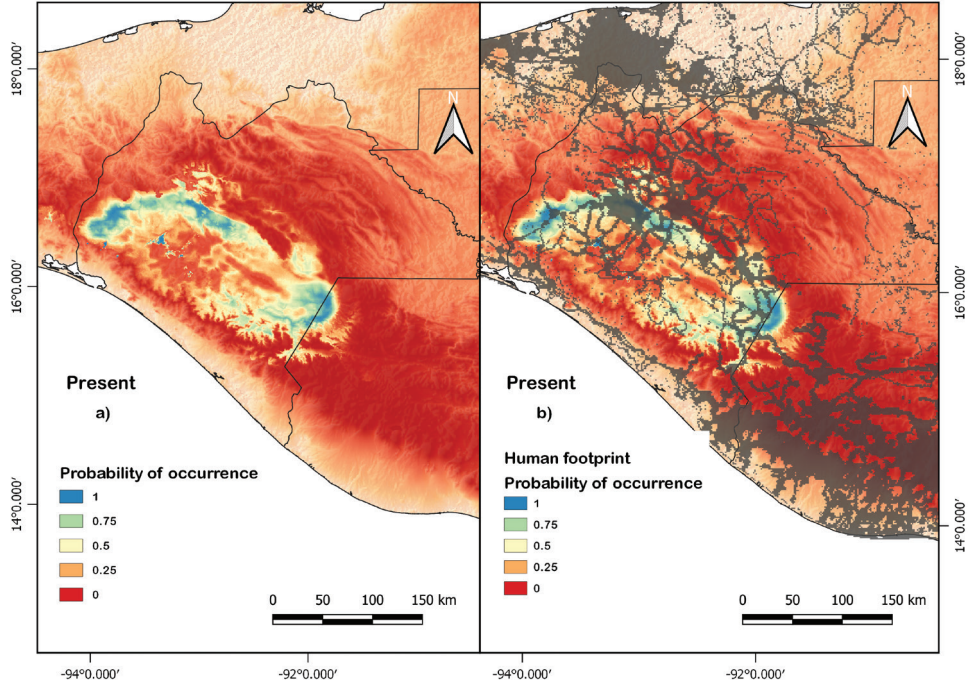 18°0.000′
16°0.000′
14°0.000′
N
Present
a)
Probability of occurrence
1
0.75
0.5
0.25
0
0 50 100 150 km
-94°0.000′ -92°0.000′
N
Present
b)
Human footprint
Probability of occurrence
1
0.75
0.5
0.25
0
0 50 100 150 km
-94°0.000′ -92°0.000′
18°0.000′
16°0.000′
14°0.000′